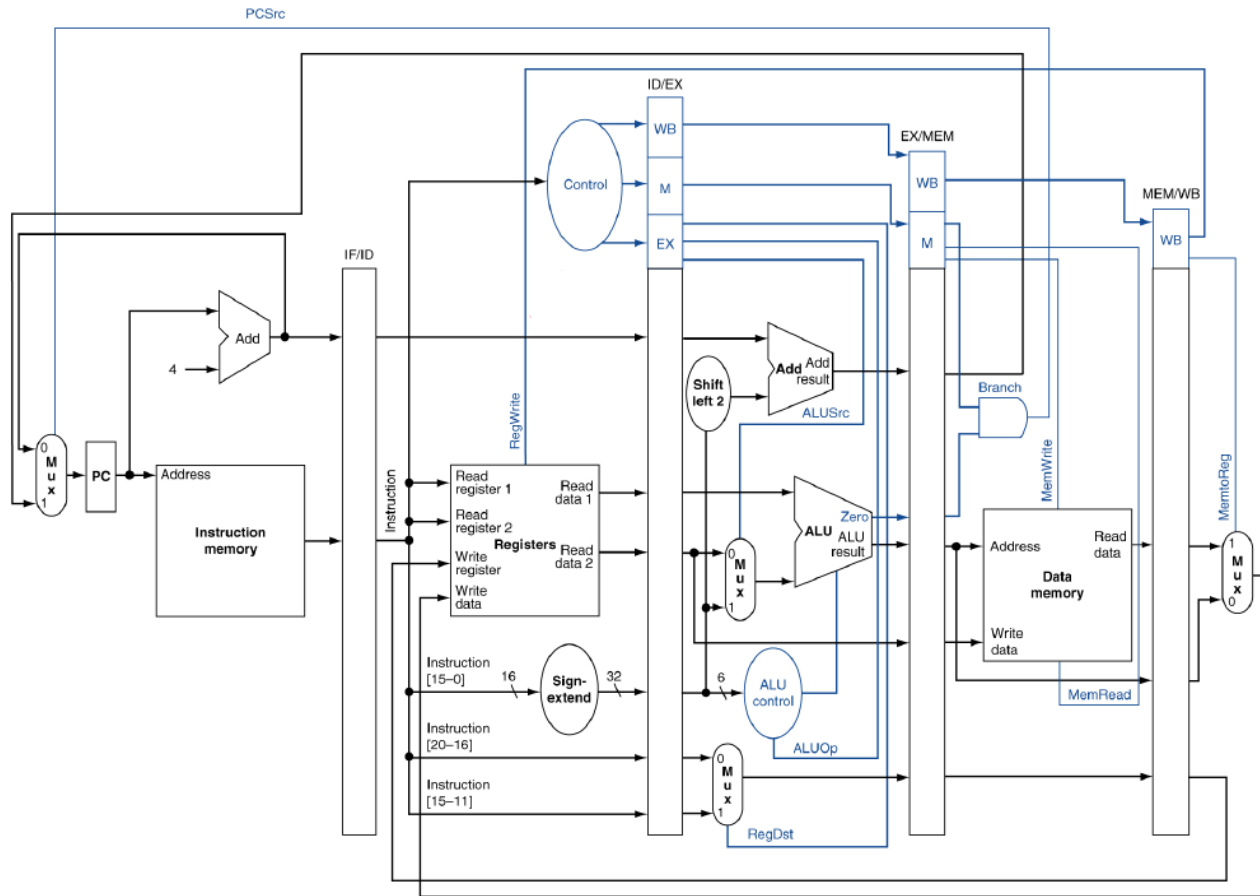 PCSrc
ID/EX
WB
EX/MEM
Control
M
WB
MEM/WB
EX
M
WB
IF/ID
Add
4
Add
Add
result
Shift
left 2
Branch
ALUSrc
RegWrite
MemWrite
MemtoReg
0
M
u
x
1
PC
Address
Instruction
memory
Instruction
Read
register 1
Read
data 1
Read
register 2
Registers
Write
register
Read
data 2
Write
data
0
M
u
x
1
Zero
ALU
ALU
result
Address
Read
data
Data
memory
Write
data
1
M
u
x
0
Instruction
[15–0]
16
Sign-
extend
32
6
ALU
control
MemRead
Instruction
[20–16]
ALUOp
0
M
u
x
1
Instruction
[15–11]
RegDst